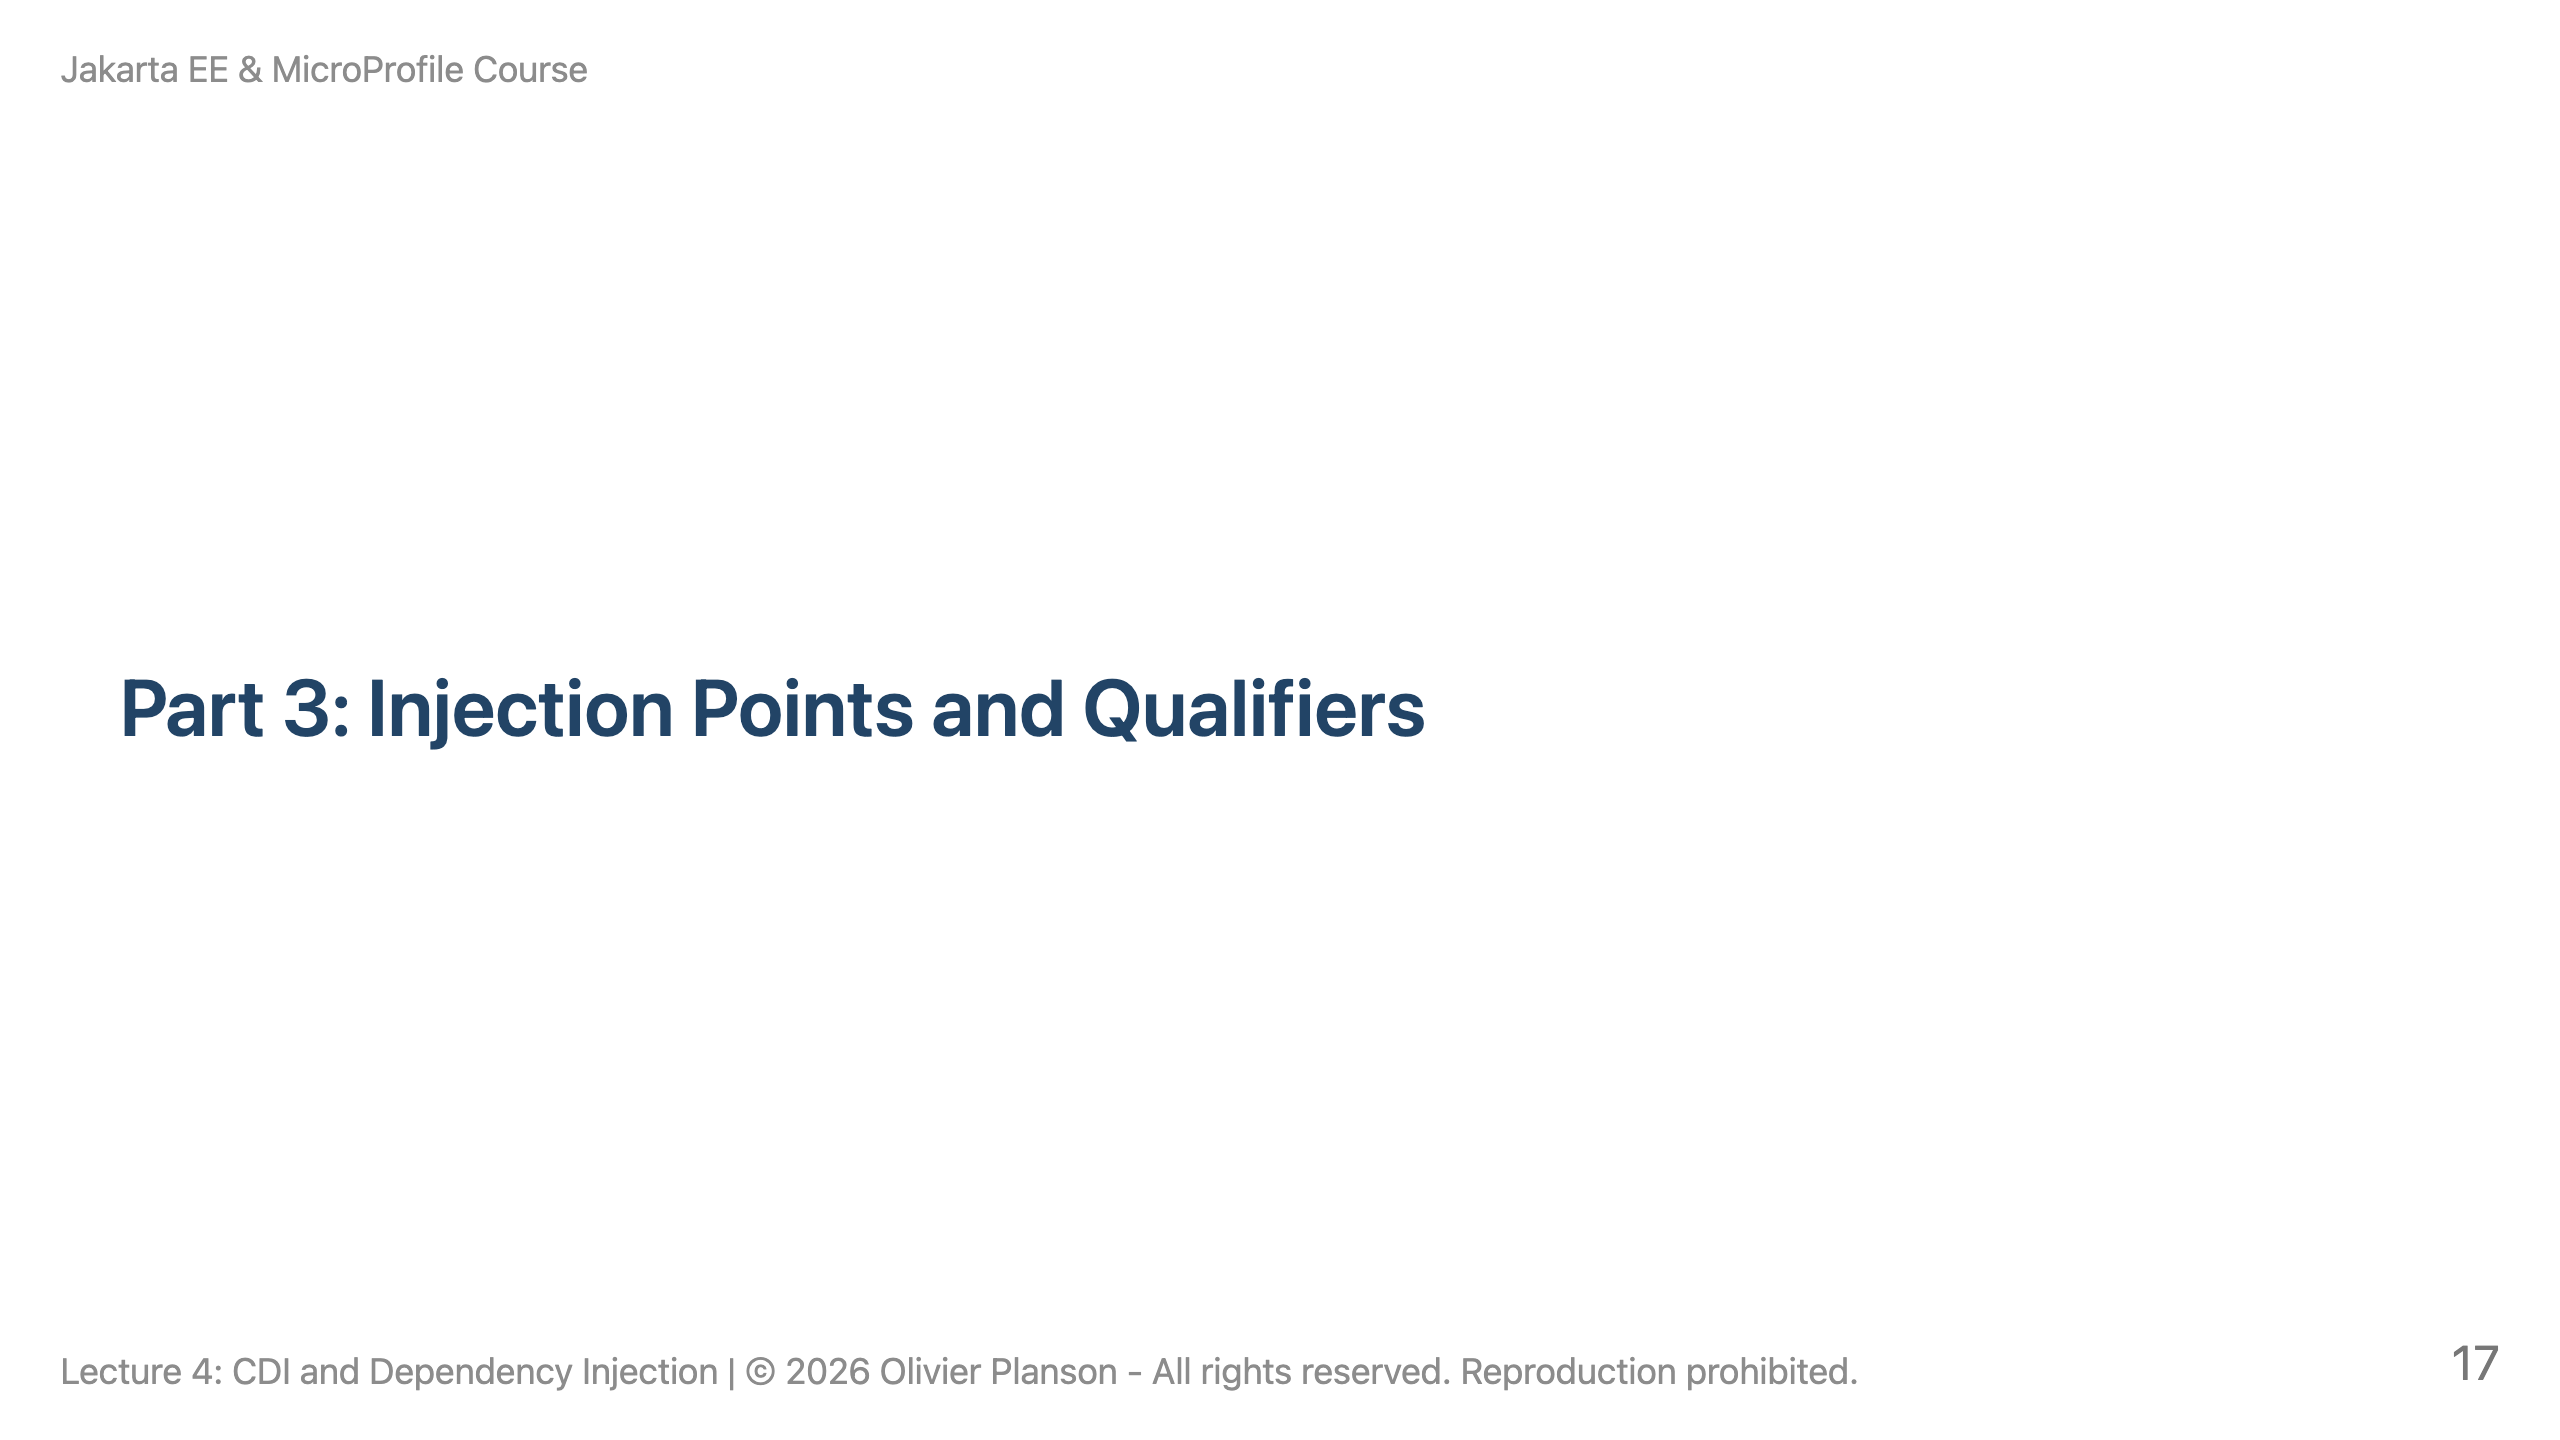 Jakarta EE & MicroProfile Course
Part 3: Injection Points and Qualifiers
Lecture 4: CDI and Dependency Injection | © 2026 Olivier Planson - All rights reserved. Reproduction prohibited.
17